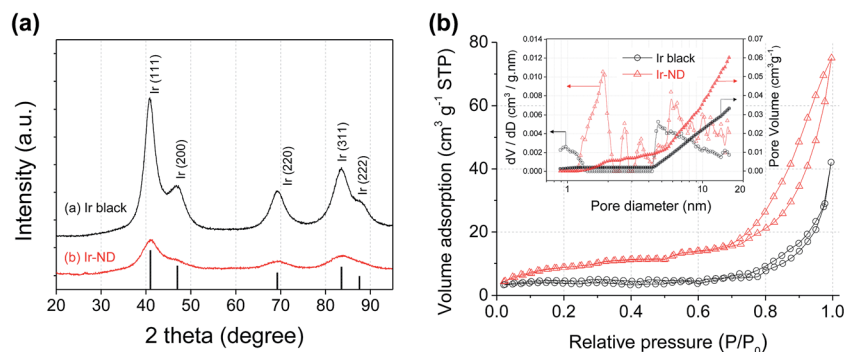 (a)
Intensity (a.u.)
Ir (111)
Ir (200)
Ir (220)
Ir (311)
Ir (222)
(a) Ir black
(b) Ir-ND
20 30 40 50 60 70 80 90
2 theta (degree)
(b)
Volume adsorption (cm³ g⁻¹ STP)
80
60
40
20
0
0.0 0.2 0.4 0.6 0.8 1.0
Relative pressure (P/P₀)
dV / dD (cm³ / g.nm)
0.014
0.012
0.010
0.008
0.006
0.004
0.002
0.000
Ir black
Ir-ND
0.07
0.06
0.05
0.04
0.03
0.02
0.01
0.00
Pore Volume (cm³g⁻¹)
1 10 20
Pore diameter (nm)